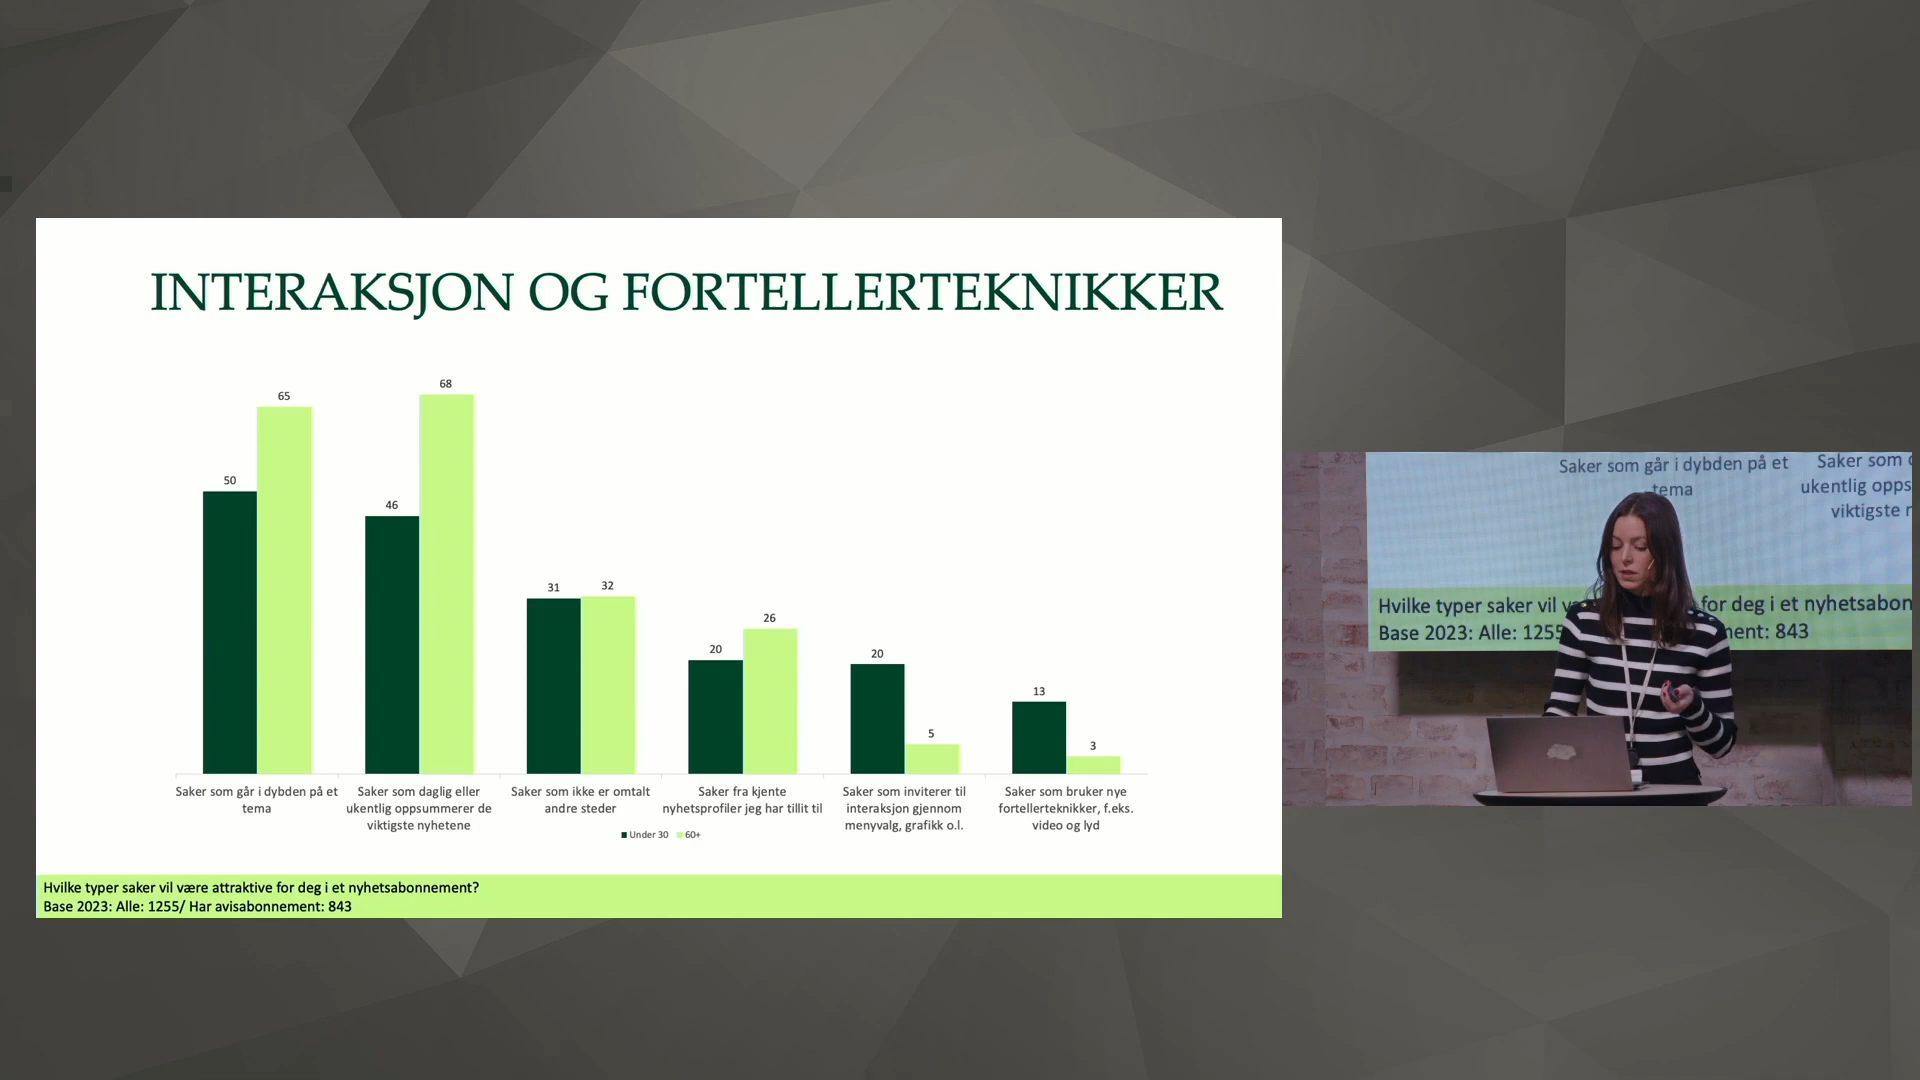 INTERAKSJON OG FORTELLERTEKNIKKER
65
50
68
46
31
32
20
26
20
5
13
3
Saker som går i dybden på et
tema
Saker som daglig eller
ukentlig oppsummerer de
viktigste nyhetene
Saker som ikke er omtalt
andre steder
Saker fra kjente
nyhetsprofiler jeg har tillit til
Saker som inviterer til
interaksjon gjennom
menyvalg, grafikk o.l.
Saker som bruker nye
fortellerteknikker, f.eks.
video og lyd
Under 30
60+
Hvilke typer saker vil være attraktive for deg i et nyhetsabonnement?
Base 2023: Alle: 1255/ Har avisabonnement: 843
Saker som går i dybden på et
tema
Saker som
ukentlig
viktigste
Hvilke typer saker vil for deg i et
Base 2023: Alle: 1255 843